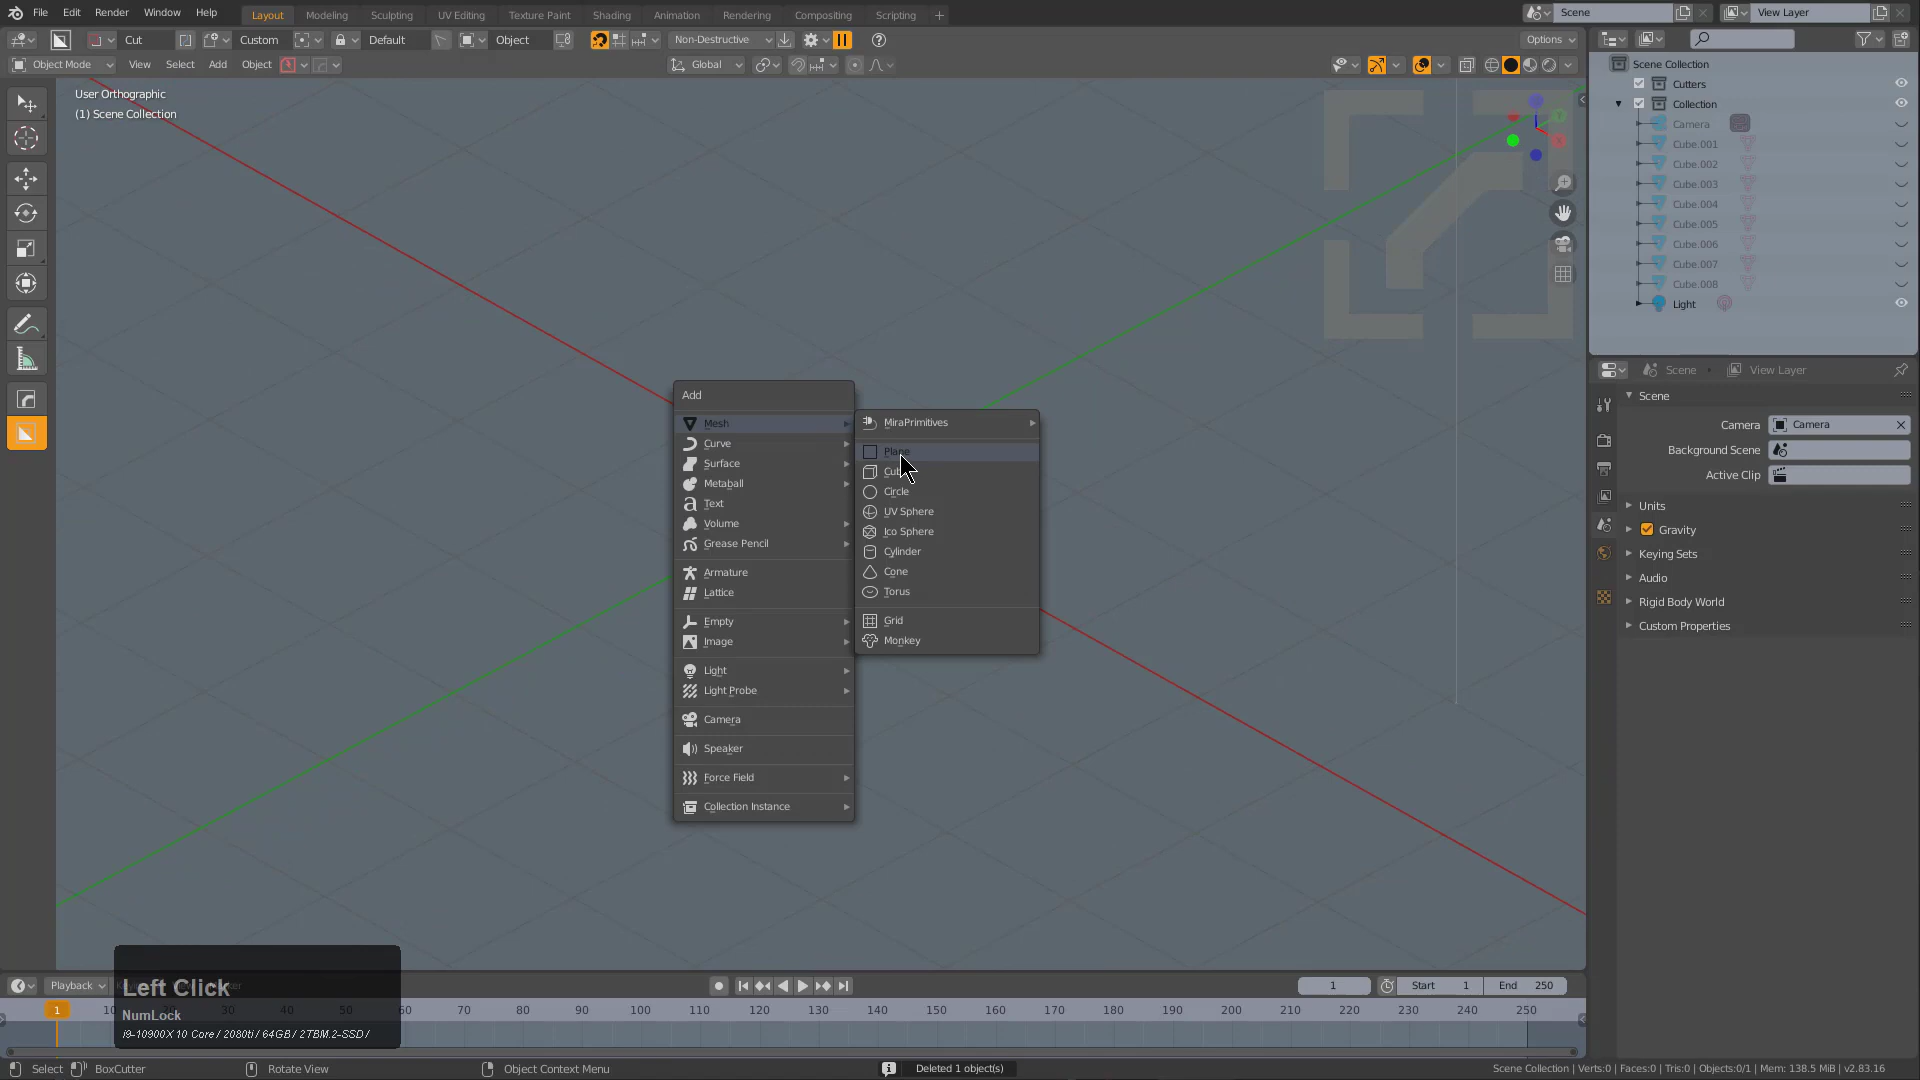 File Edit Render Window Help Layout Modeling Sculpting UV Editing Texture Paint Shading Animation Rendering Compositing Scripting + Scene View Layer
Cut Custom Default Object Non-Destructive Options
Object Mode View Select Add Object Global
User Orthographic
(1) Scene Collection
Scene Collection
Cutters
Collection
Camera
Cube.001
Cube.002
Cube.003
Cube.004
Cube.005
Cube.006
Cube.007
Cube.008
Light
Add
Mesh
Curve
Surface
Metaball
Text
Volume
Grease Pencil
Armature
Lattice
Empty
Image
Light
Light Probe
Camera
Speaker
Force Field
Collection Instance
MiraPrimitives
Plane
Circle
UV Sphere
Ico Sphere
Cylinder
Cone
Torus
Grid
Monkey
Scene View Layer
Scene
Camera Camera
Background Scene
Active Clip
Units
Gravity
Keying Sets
Audio
Rigid Body World
Custom Properties
Playback 1 Start 1 End 250
1 10 40 50 60 70 80 90 100 110 120 130 140 150 160 170 180 190 200 210 220 230 240 250
Left Click
NumLock
i9-10900X 10 Core / 2080ti / 64GB / 2TBM.2-SSD /
Select BoxCutter Rotate View Object Context Menu Deleted 1 object(s) Scene Collection | Verts:0 | Faces:0 | Tris:0 | Objects:0/1 | Mem: 138.5 MiB | v2.83.16